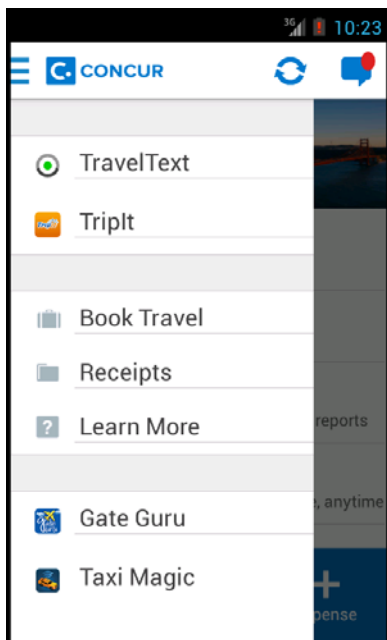 3G
10:23
C. CONCUR
TravelText
TripIt
Book Travel
Receipts
? Learn More
reports
, anytime
Gate Guru
Taxi Magic
+
pense